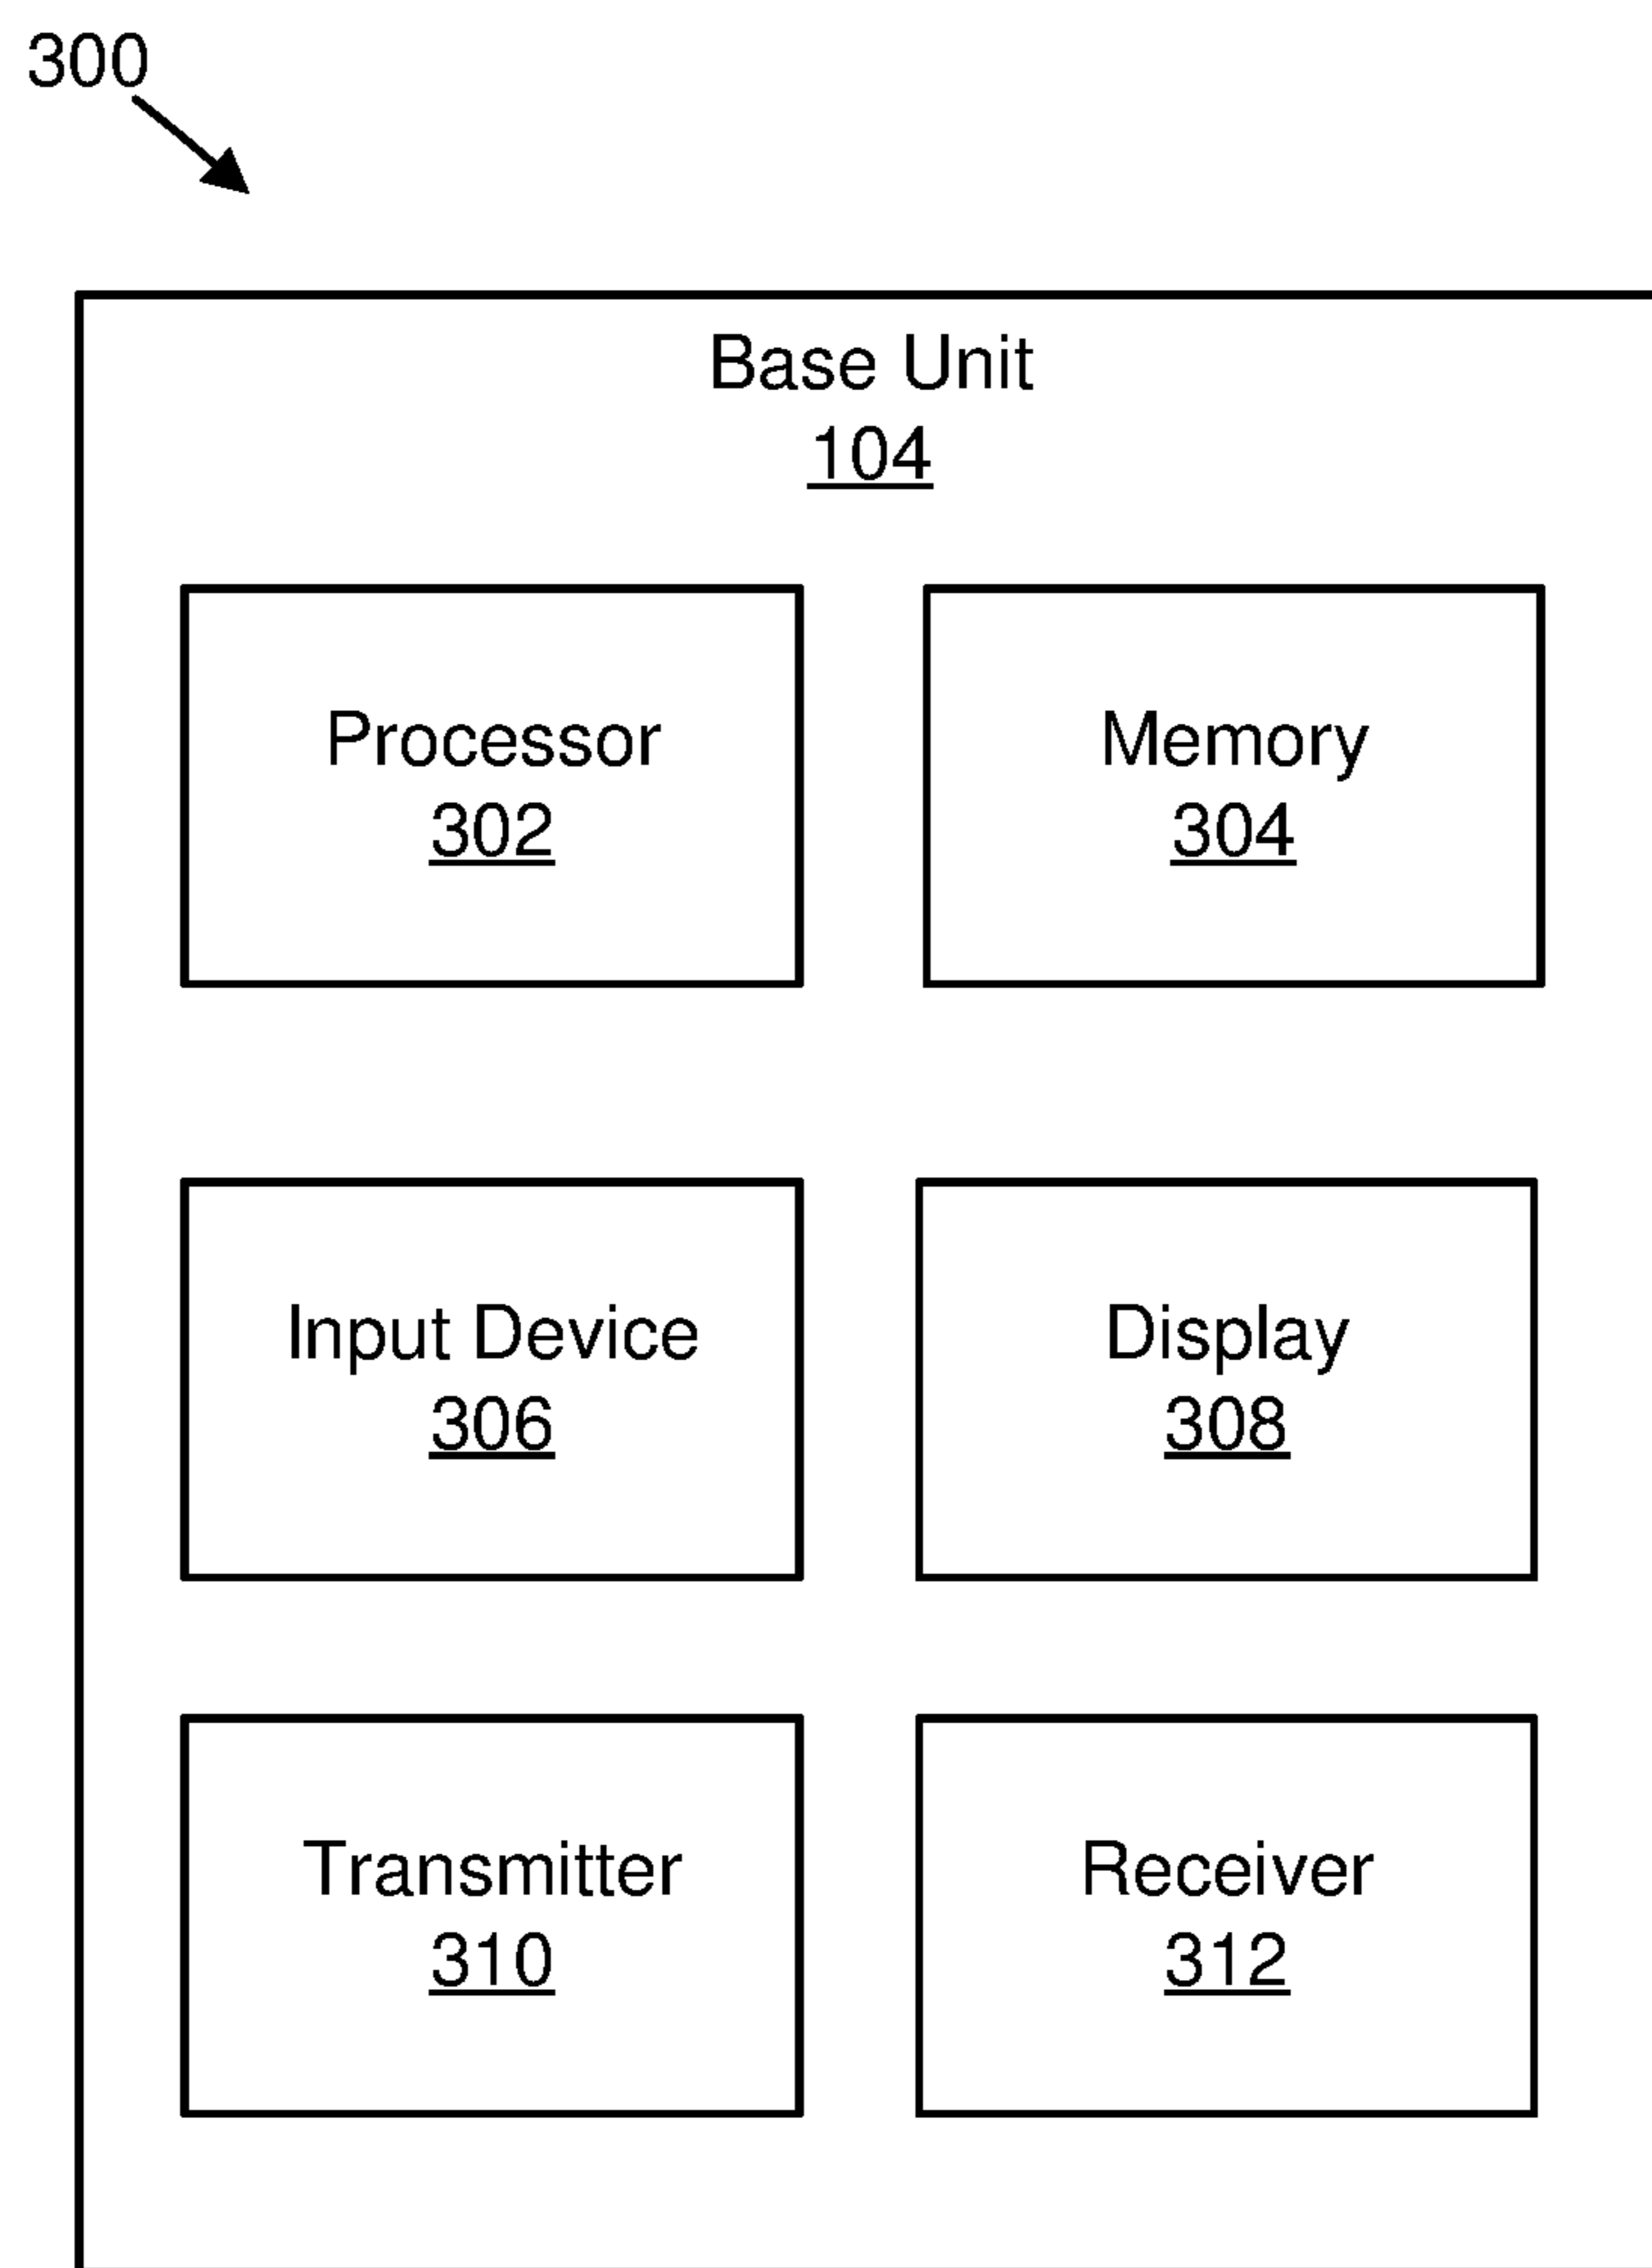 300
Base Unit
104
Processor
302
Memory
304
Input Device
306
Display
308
Transmitter
310
Receiver
312